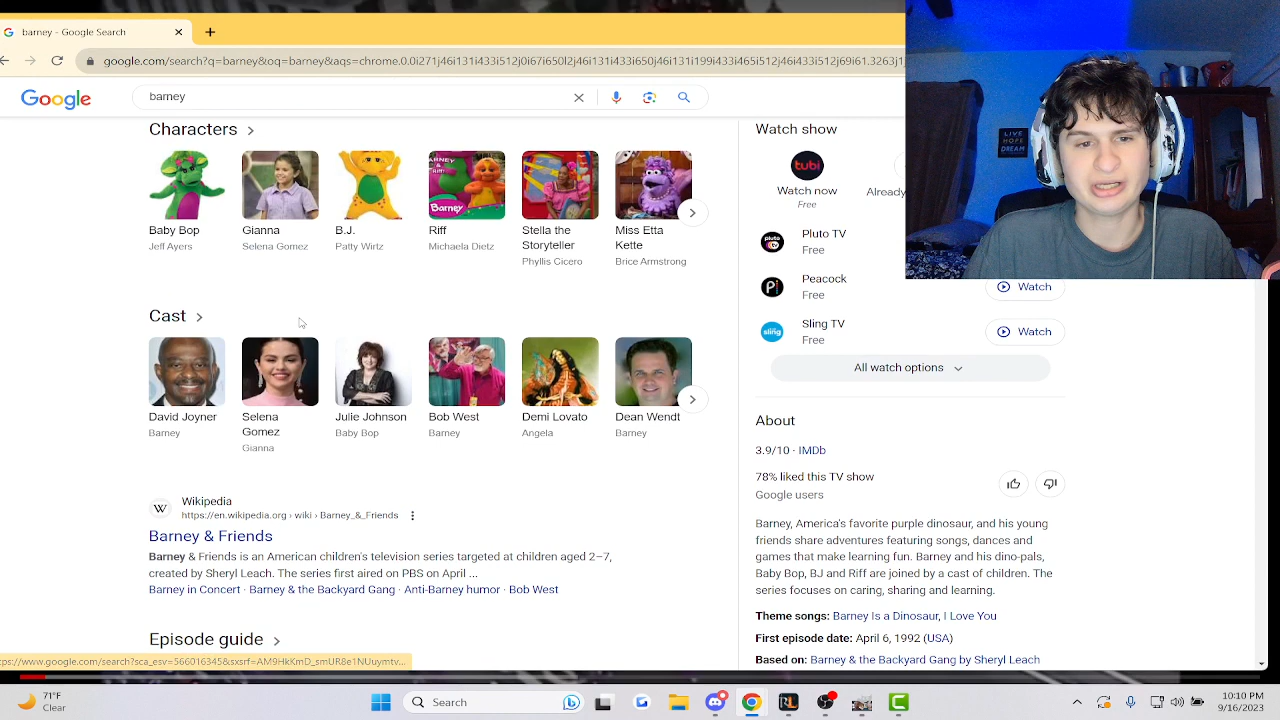 barney - Google Search
google.com/search?q=barney&oq=barney&aqs=chrome.0.0i271j46i131i433i512j0i67i650l2j46i131i433i650j46i131i199i433i465i512j46i131i433i512j69i61.3263j1
Google
barney
Characters
Baby Bop
Jeff Ayers
Gianna
Selena Gomez
B.J.
Patty Wirtz
BARNEY
RIFF
Barney
Riff
Michaela Dietz
Stella the
Storyteller
Phyllis Cicero
Miss Etta
Kette
Brice Armstrong
Cast
David Joyner
Barney
Selena
Gomez
Gianna
Julie Johnson
Baby Bop
Bob West
Barney
Demi Lovato
Angela
Dean Wendt
Barney
Wikipedia
https://en.wikipedia.org › wiki › Barney_&_Friends
Barney & Friends
Barney & Friends is an American children's television series targeted at children aged 2–7,
created by Sheryl Leach. The series first aired on PBS on April ...
Barney in Concert · Barney & the Backyard Gang · Anti-Barney humor · Bob West
Episode guide
Watch show
tubi
Watch now
Free
Already
Pluto TV
Free
Peacock
Free
Watch
sling
Sling TV
Free
Watch
All watch options
About
3.9/10 · IMDb
78% liked this TV show
Google users
Barney, America's favorite purple dinosaur, and his young
friends share adventures featuring songs, dances and
games that make learning fun. Barney and his dino-pals,
Baby Bop, BJ and Riff are joined by a cast of children. The
series focuses on caring, sharing and learning.
Theme songs: Barney Is a Dinosaur, I Love You
First episode date: April 6, 1992 (USA)
Based on: Barney & the Backyard Gang by Sheryl Leach
LIVE
HOPE
DREAM
71°F
Clear
Search
10:10 PM
9/16/2023